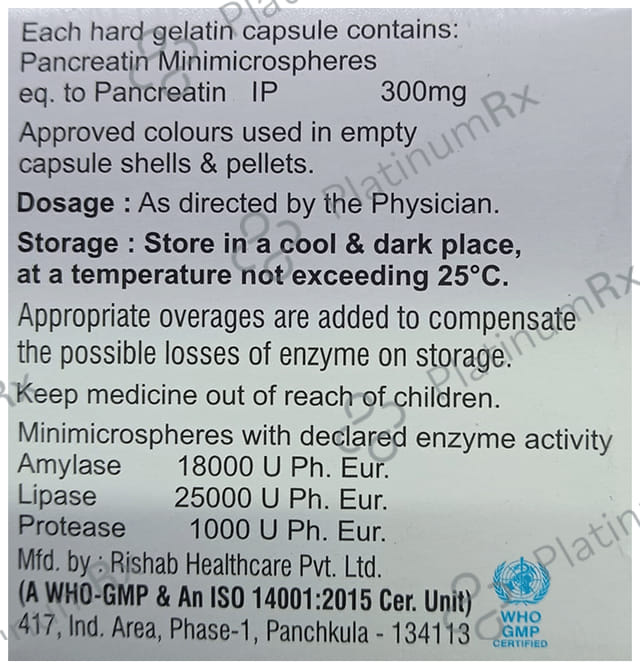 Each hard gelatin capsule contains:
Pancreatin Minimicrospheres
eq. to Pancreatin IP 300mg
Approved colours used in empty
capsule shells & pellets.
Dosage : As directed by the Physician.
Storage : Store in a cool & dark place,
at a temperature not exceeding 25°C.
Appropriate overages are added to compensate
the possible losses of enzyme on storage.
Keep medicine out of reach of children.
Minimicrospheres with declared enzyme activity
Amylase 18000 U Ph. Eur.
Lipase 25000 U Ph. Eur.
Protease 1000 U Ph. Eur.
Mfd. by : Rishab Healthcare Pvt. Ltd.
(A WHO-GMP & An ISO 14001:2015 Cer. Unit)
417, Ind. Area, Phase-1, Panchkula - 134113
WHO
GMP
CERTIFIED
PlatinumRx
PlatinumRx
PlatinumRx